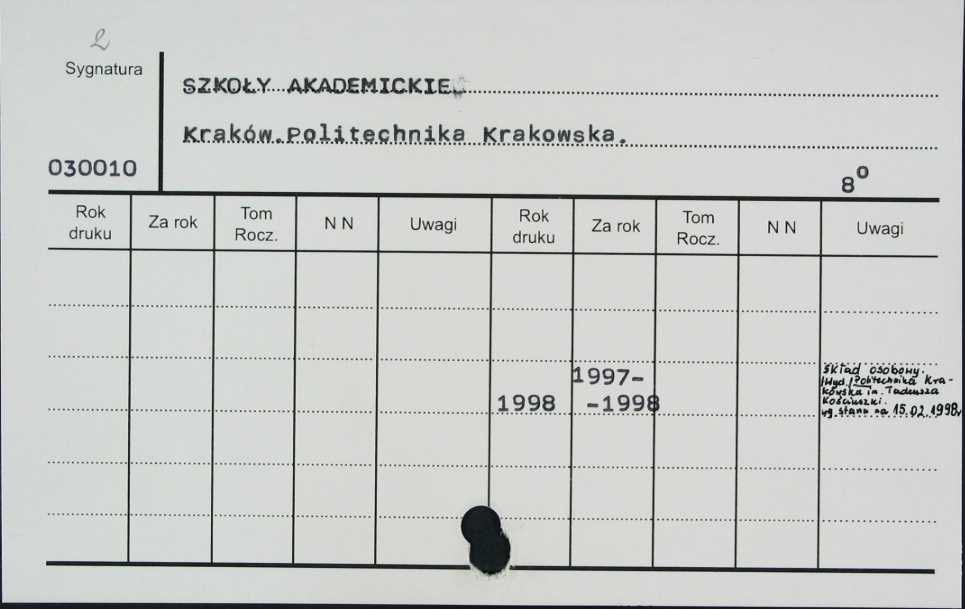 2
Sygnatura
SZKOŁY AKADEMICKIE
Kraków.Politechnika Krakowska.
030010
8⁰
Rok druku Za rok Tom Rocz. N N Uwagi Rok druku Za rok Tom Rocz. N N Uwagi
1997-
1998 -1998
Skład osobowy.
/Wyd./Politechnika Kra-
kowska im. Tadeusza
Kościuszki.
wg. stanu na 15.02.1998r